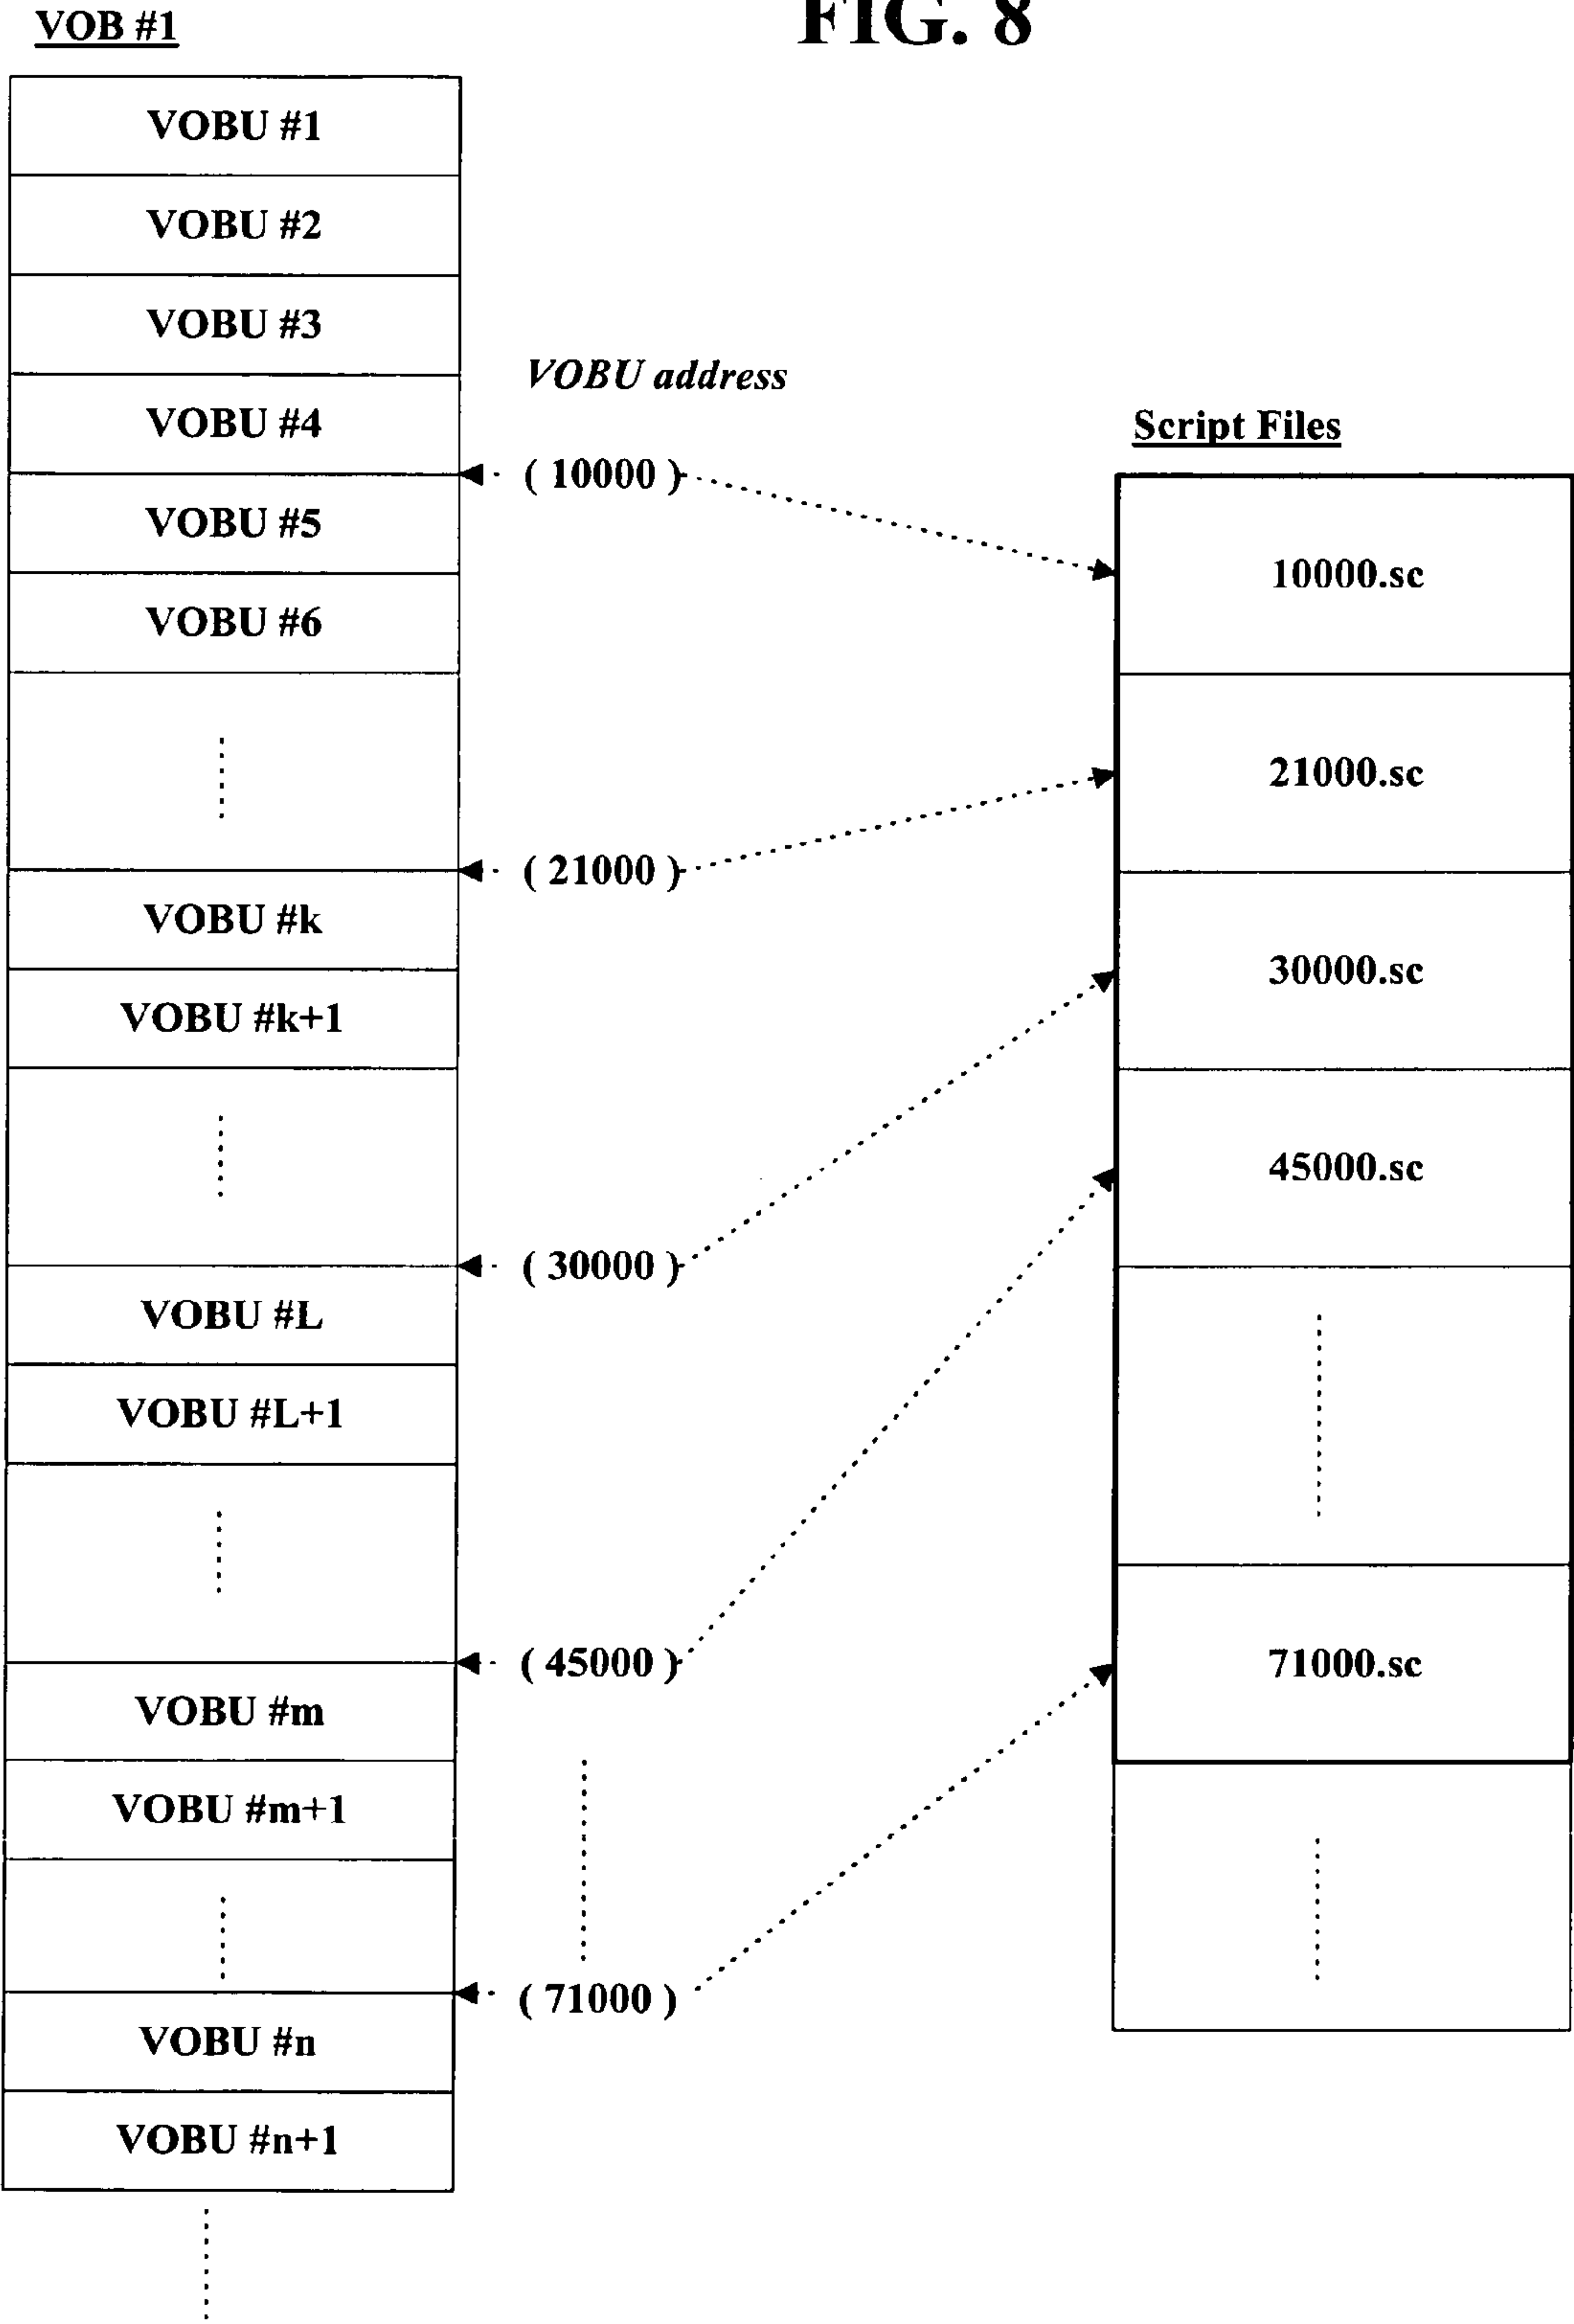 FIG. 8
VOB #1
VOBU #1
VOBU #2
VOBU #3
VOBU #4
VOBU #5
VOBU #6
VOBU #k
VOBU #k+1
VOBU #L
VOBU #L+1
VOBU #m
VOBU #m+1
VOBU #n
VOBU #n+1
VOBU address
( 10000 )
( 21000 )
( 30000 )
( 45000 )
( 71000 )
Script Files
10000.sc
21000.sc
30000.sc
45000.sc
71000.sc